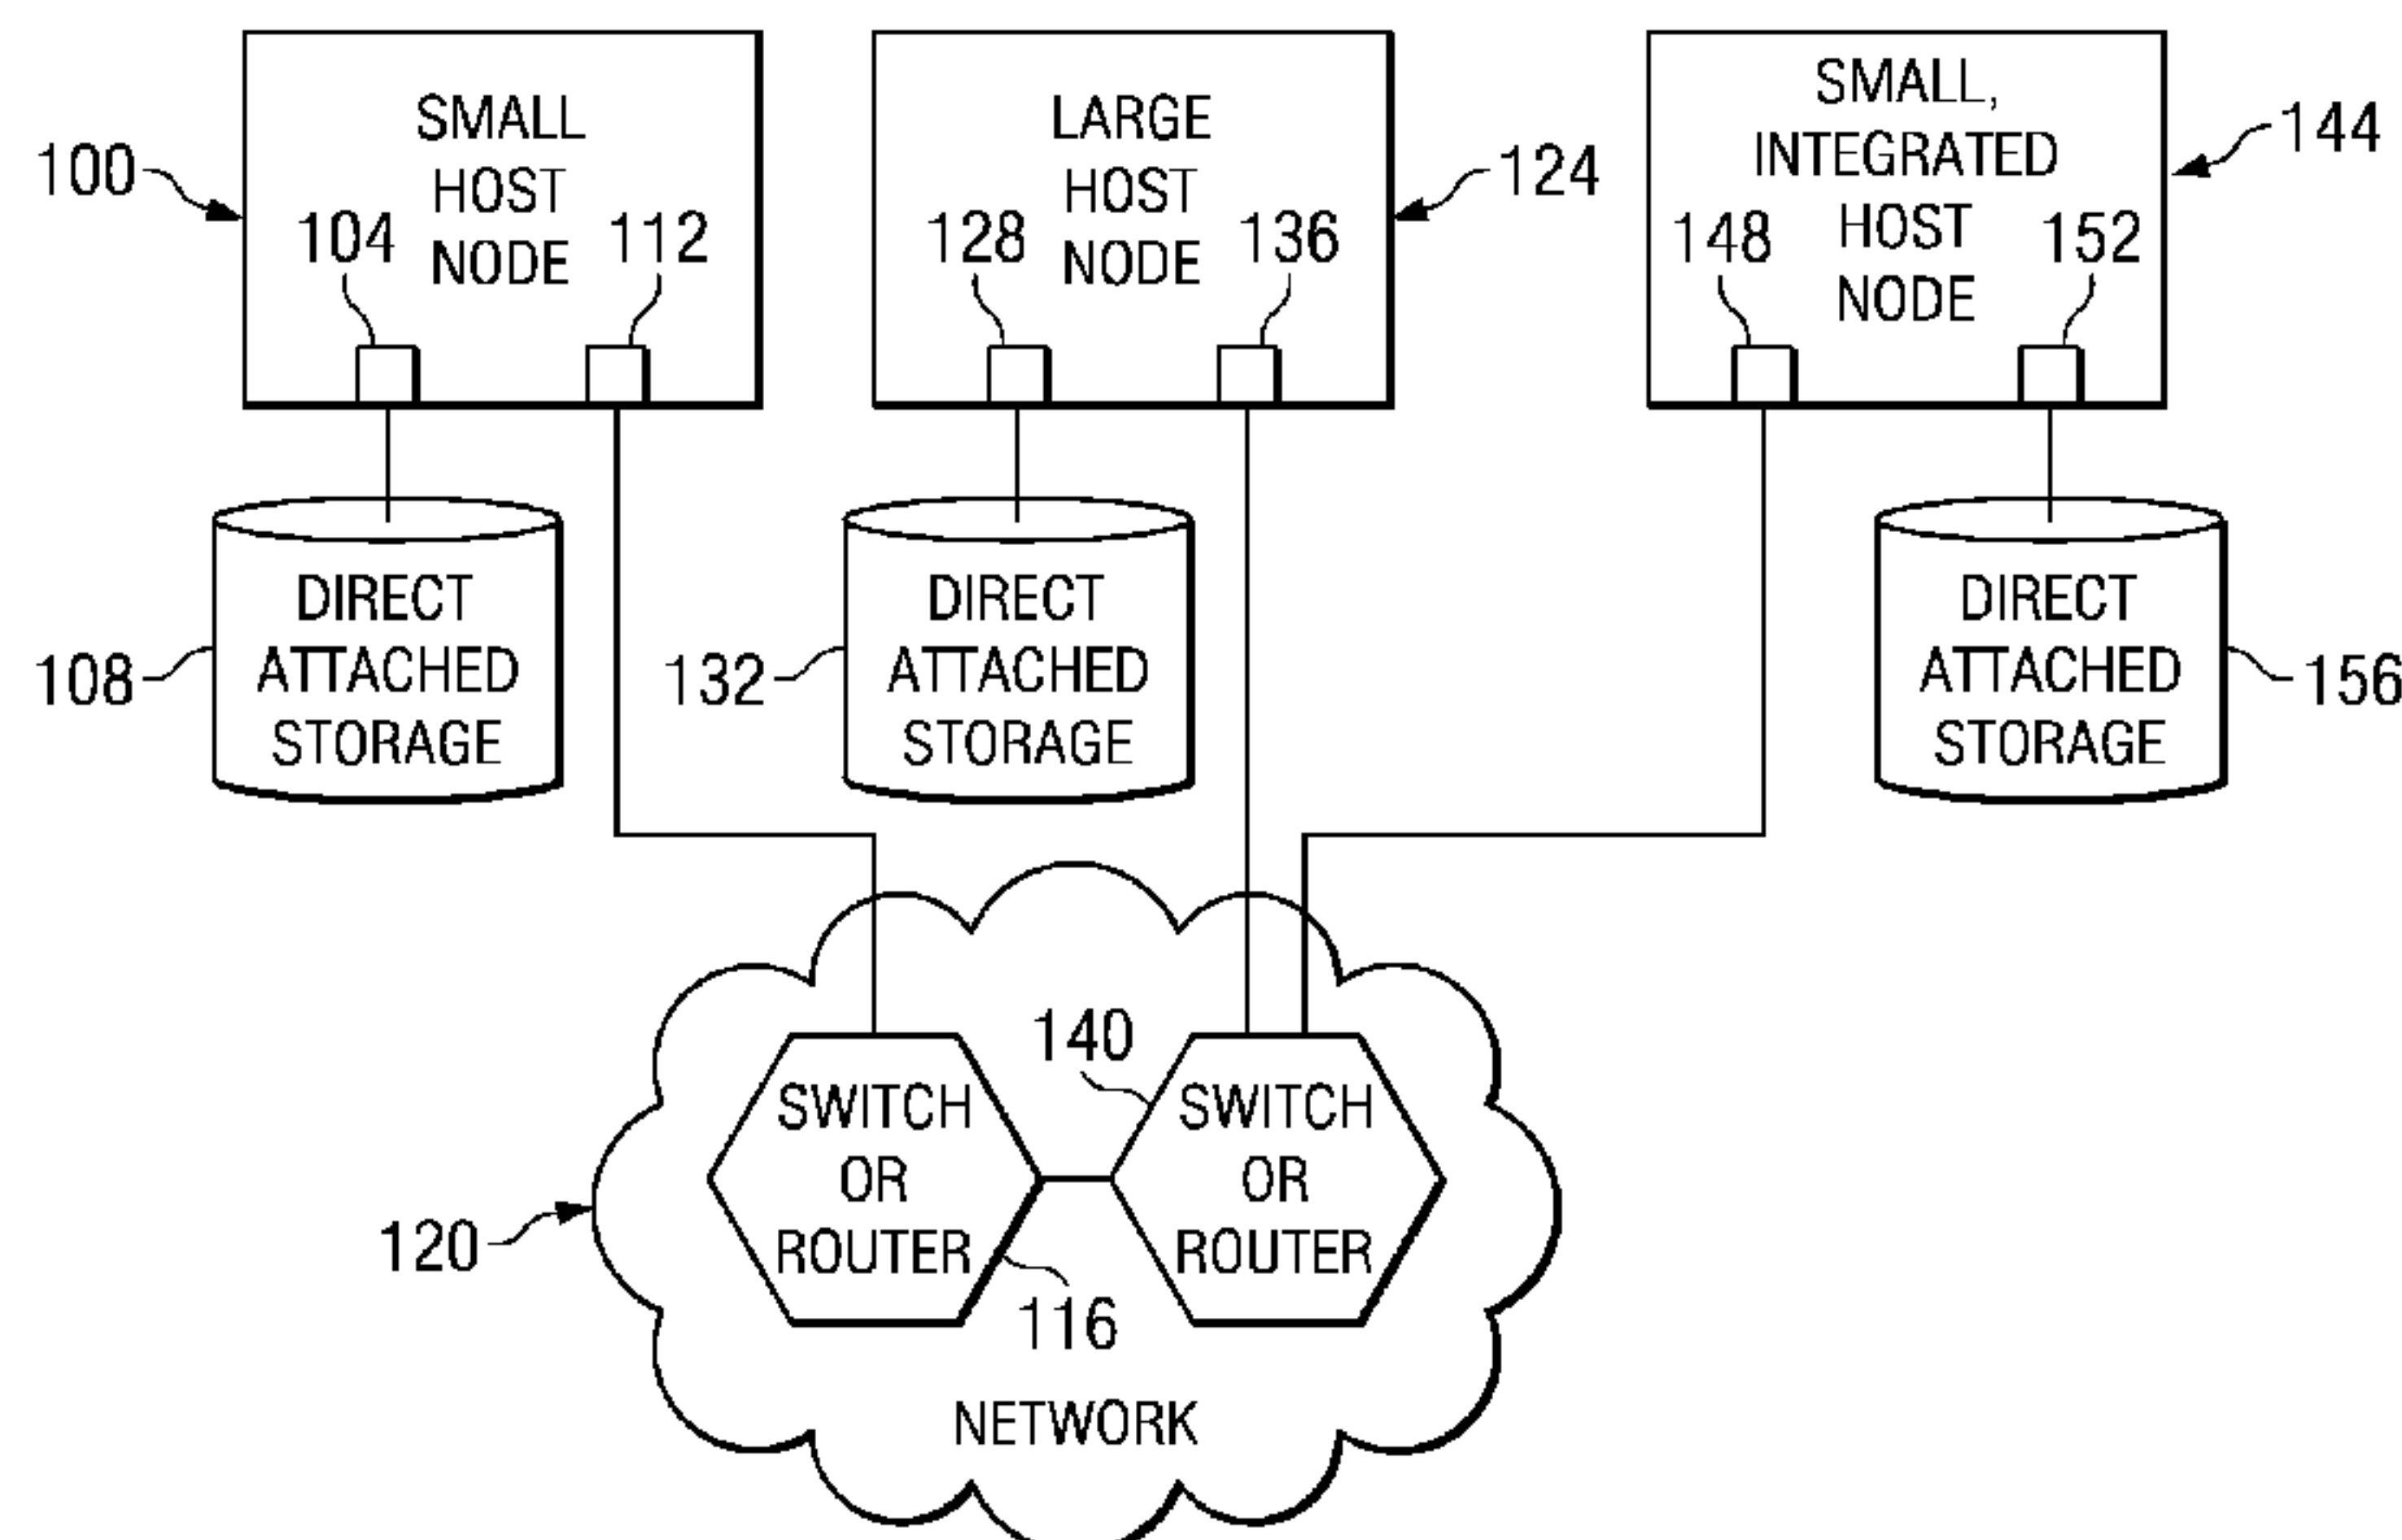 SMALL
HOST
NODE
100
104
112
LARGE
HOST
NODE
124
128
136
SMALL,
INTEGRATED
HOST
NODE
144
148
152
DIRECT
ATTACHED
STORAGE
108
DIRECT
ATTACHED
STORAGE
132
DIRECT
ATTACHED
STORAGE
156
140
SWITCH
OR
ROUTER
SWITCH
OR
ROUTER
120
116
NETWORK